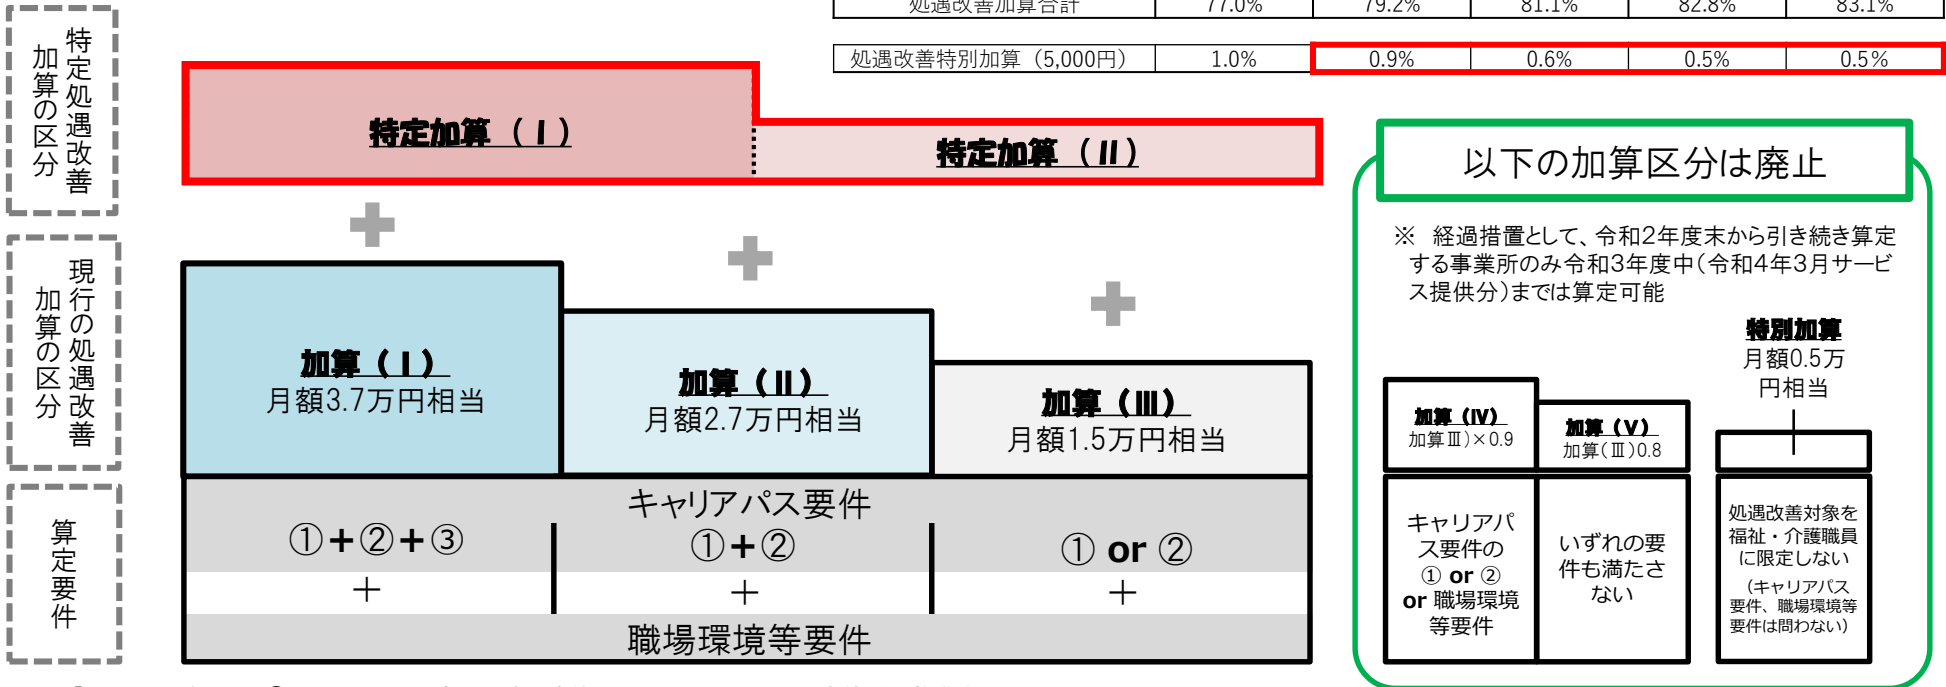 処遇改善加算合計 77.0% 79.2% 81.1% 82.8% 83.1%
処遇改善特別加算（5,000円） 1.0% 0.9% 0.6% 0.5% 0.5%
特定処遇改善
加算の区分
特定加算（Ⅰ）
特定加算（Ⅱ）
現行の処遇改善
加算の区分
加算（Ⅰ）
月額3.7万円相当
加算（Ⅱ）
月額2.7万円相当
加算（Ⅲ）
月額1.5万円相当
算定要件
キャリアパス要件
①+②+③
①+②
① or ②
＋
＋
＋
職場環境等要件
以下の加算区分は廃止
※ 経過措置として、令和2年度末から引き続き算定
する事業所のみ令和3年度中（令和4年3月サービ
ス提供分）までは算定可能
特別加算
月額0.5万
円相当
加算（Ⅳ）
加算Ⅲ）×0.9
加算（Ⅴ）
加算（Ⅲ）0.8
キャリアパ
ス要件の
① or ②
or 職場環境
等要件
いずれの要
件も満たさ
ない
処遇改善対象を
福祉・介護職員
に限定しない
（キャリアパス
要件、職場環境等
要件は問わない）